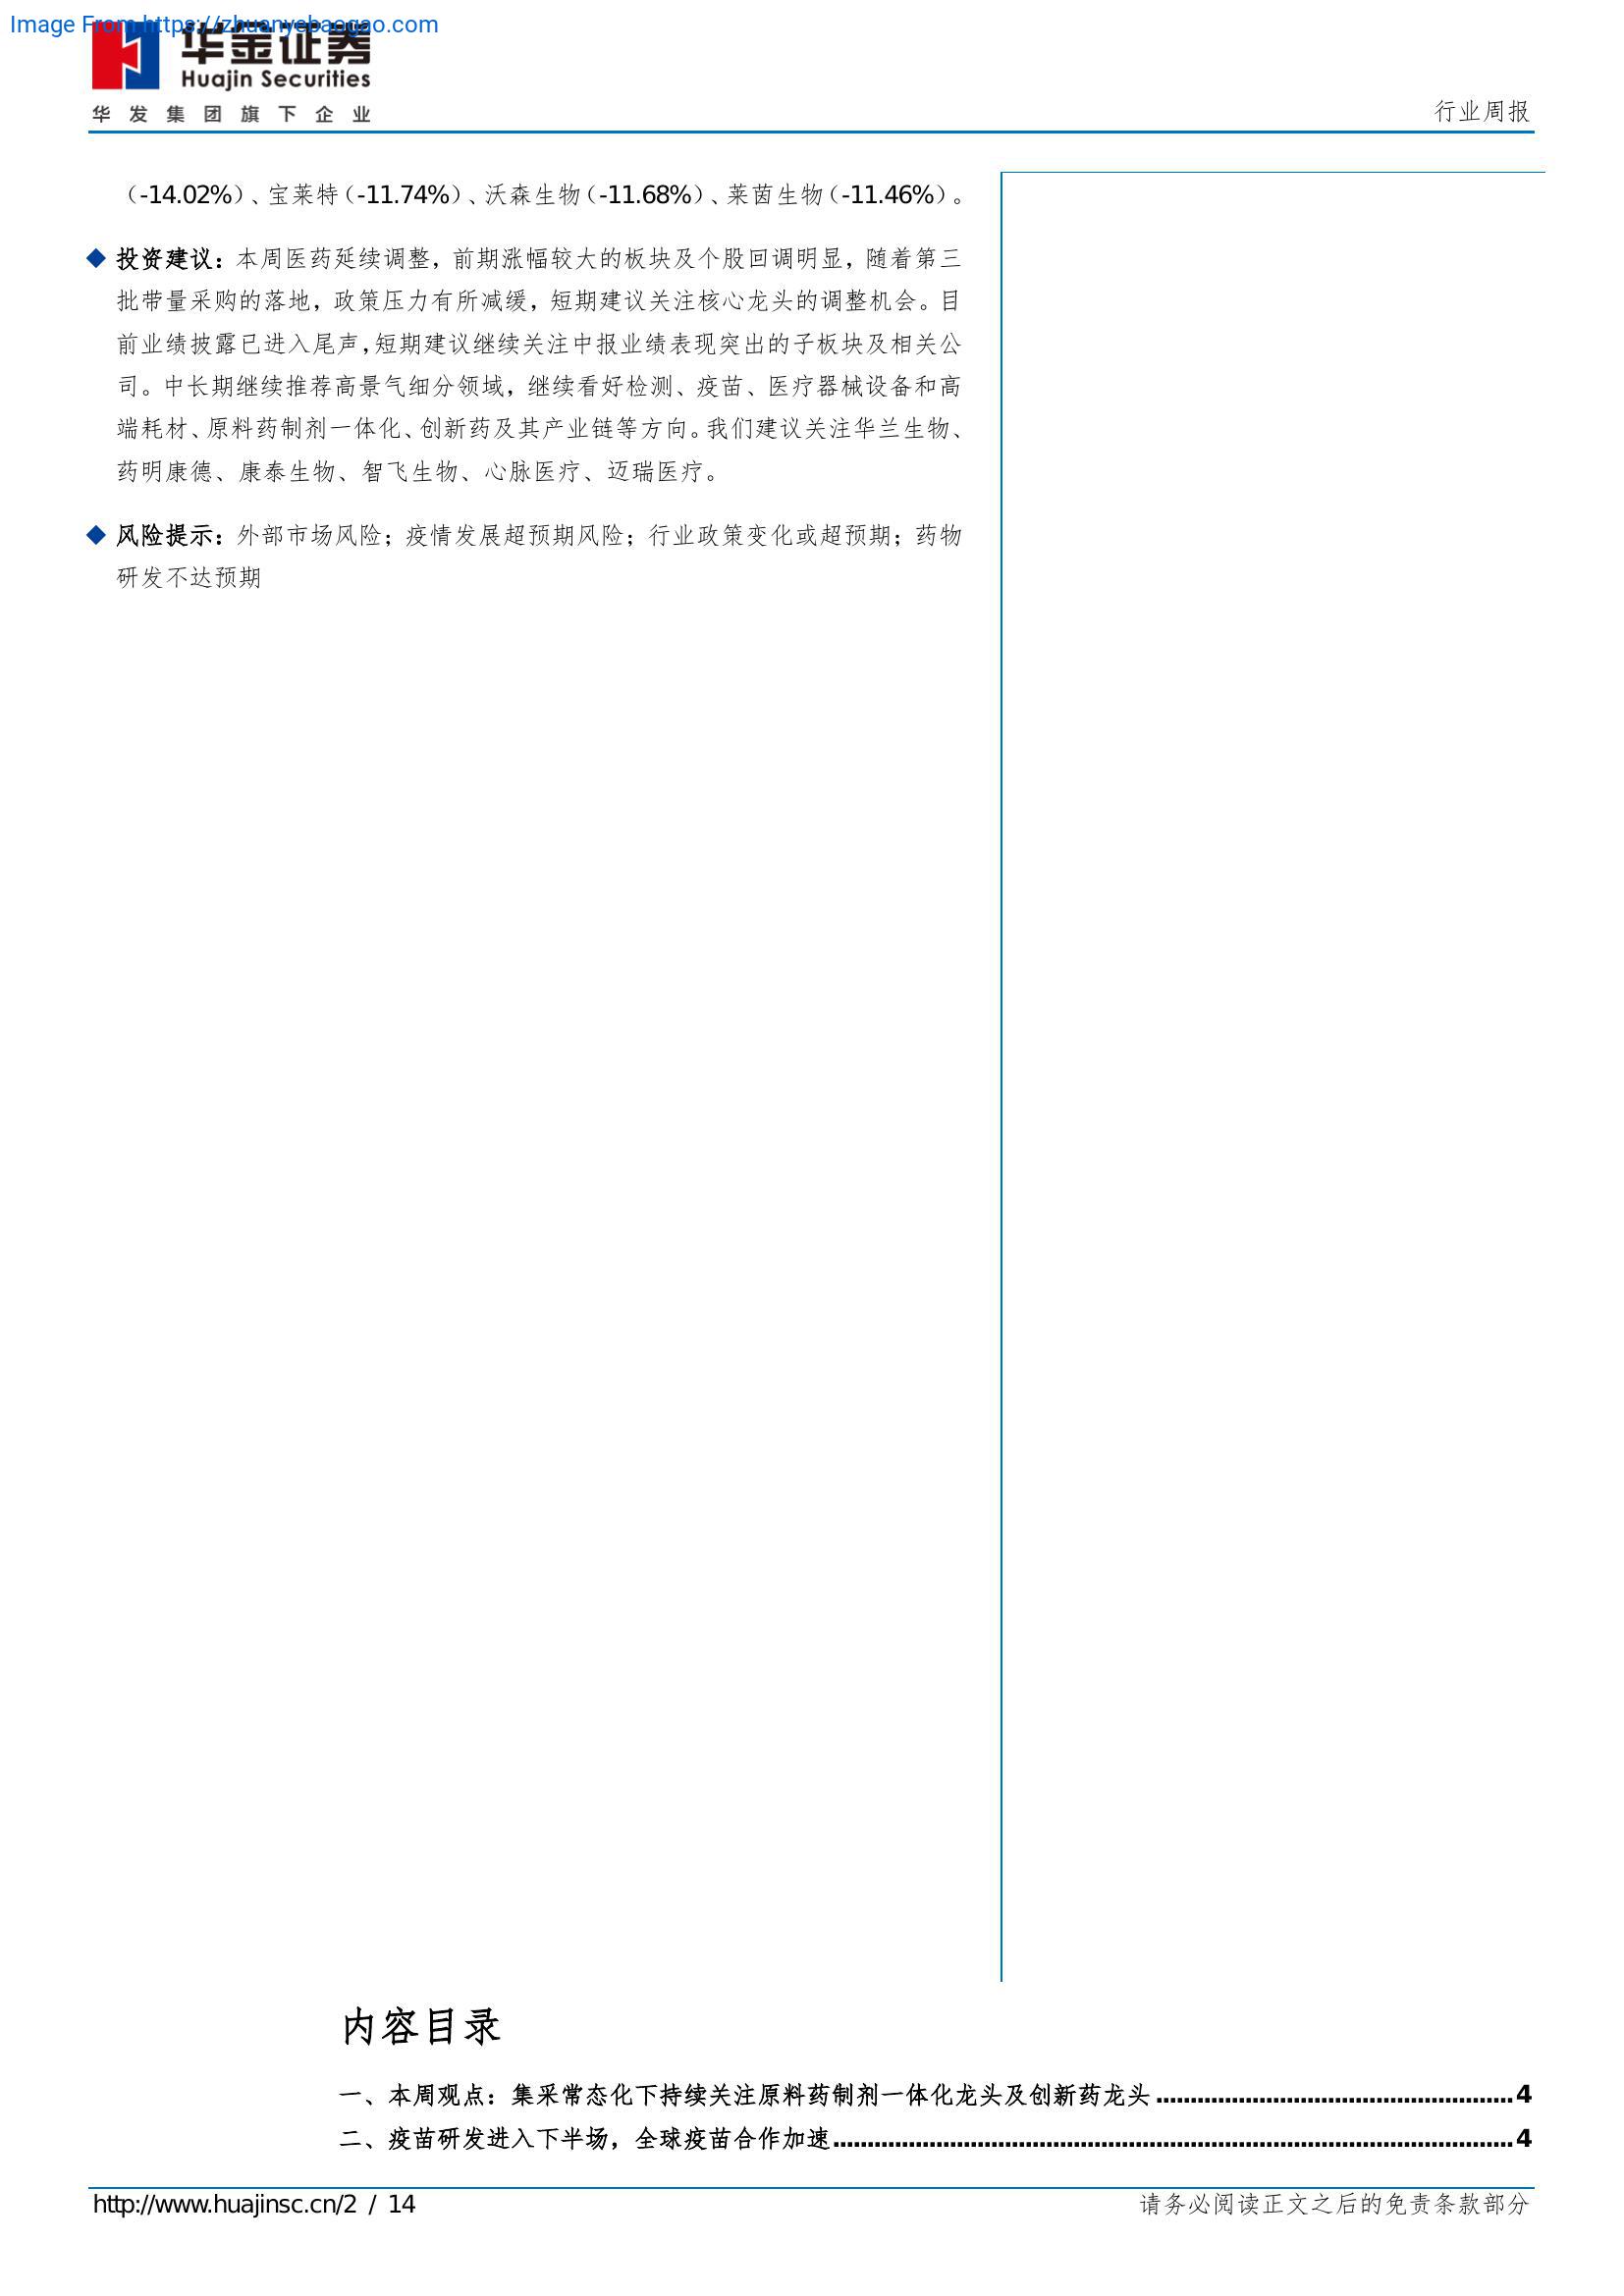 Image From https://zhuanyebaogao.com
华金证券
Huajin Securities
华发集团旗下企业
行业周报
（-14.02%）、宝莱特（-11.74%）、沃森生物（-11.68%）、莱茵生物（-11.46%）。
◆ 投资建议：本周医药延续调整，前期涨幅较大的板块及个股回调明显，随着第三
批带量采购的落地，政策压力有所减缓，短期建议关注核心龙头的调整机会。目
前业绩披露已进入尾声，短期建议继续关注中报业绩表现突出的子板块及相关公
司。中长期继续推荐高景气细分领域，继续看好检测、疫苗、医疗器械设备和高
端耗材、原料药制剂一体化、创新药及其产业链等方向。我们建议关注华兰生物、
药明康德、康泰生物、智飞生物、心脉医疗、迈瑞医疗。
◆ 风险提示：外部市场风险；疫情发展超预期风险；行业政策变化或超预期；药物
研发不达预期
内容目录
一、本周观点：集采常态化下持续关注原料药制剂一体化龙头及创新药龙头....................................................4
二、疫苗研发进入下半场，全球疫苗合作加速....................................................................................................4
http://www.huajinsc.cn/2 / 14
请务必阅读正文之后的免责条款部分